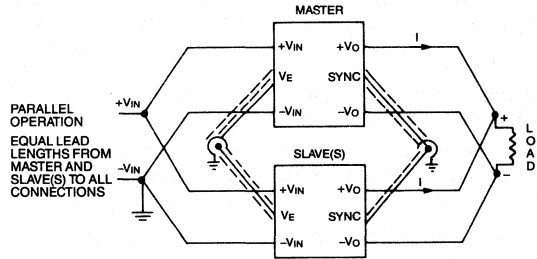 MASTER
I
+VIN +VO
VE SYNC
−VIN −VO
PARALLEL
OPERATION
+VIN
EQUAL LEAD
LENGTHS FROM
MASTER AND
SLAVE(S) TO ALL
CONNECTIONS
−VIN
+
−
LOAD
SLAVE(S)
I
+VIN +VO
VE SYNC
−VIN −VO